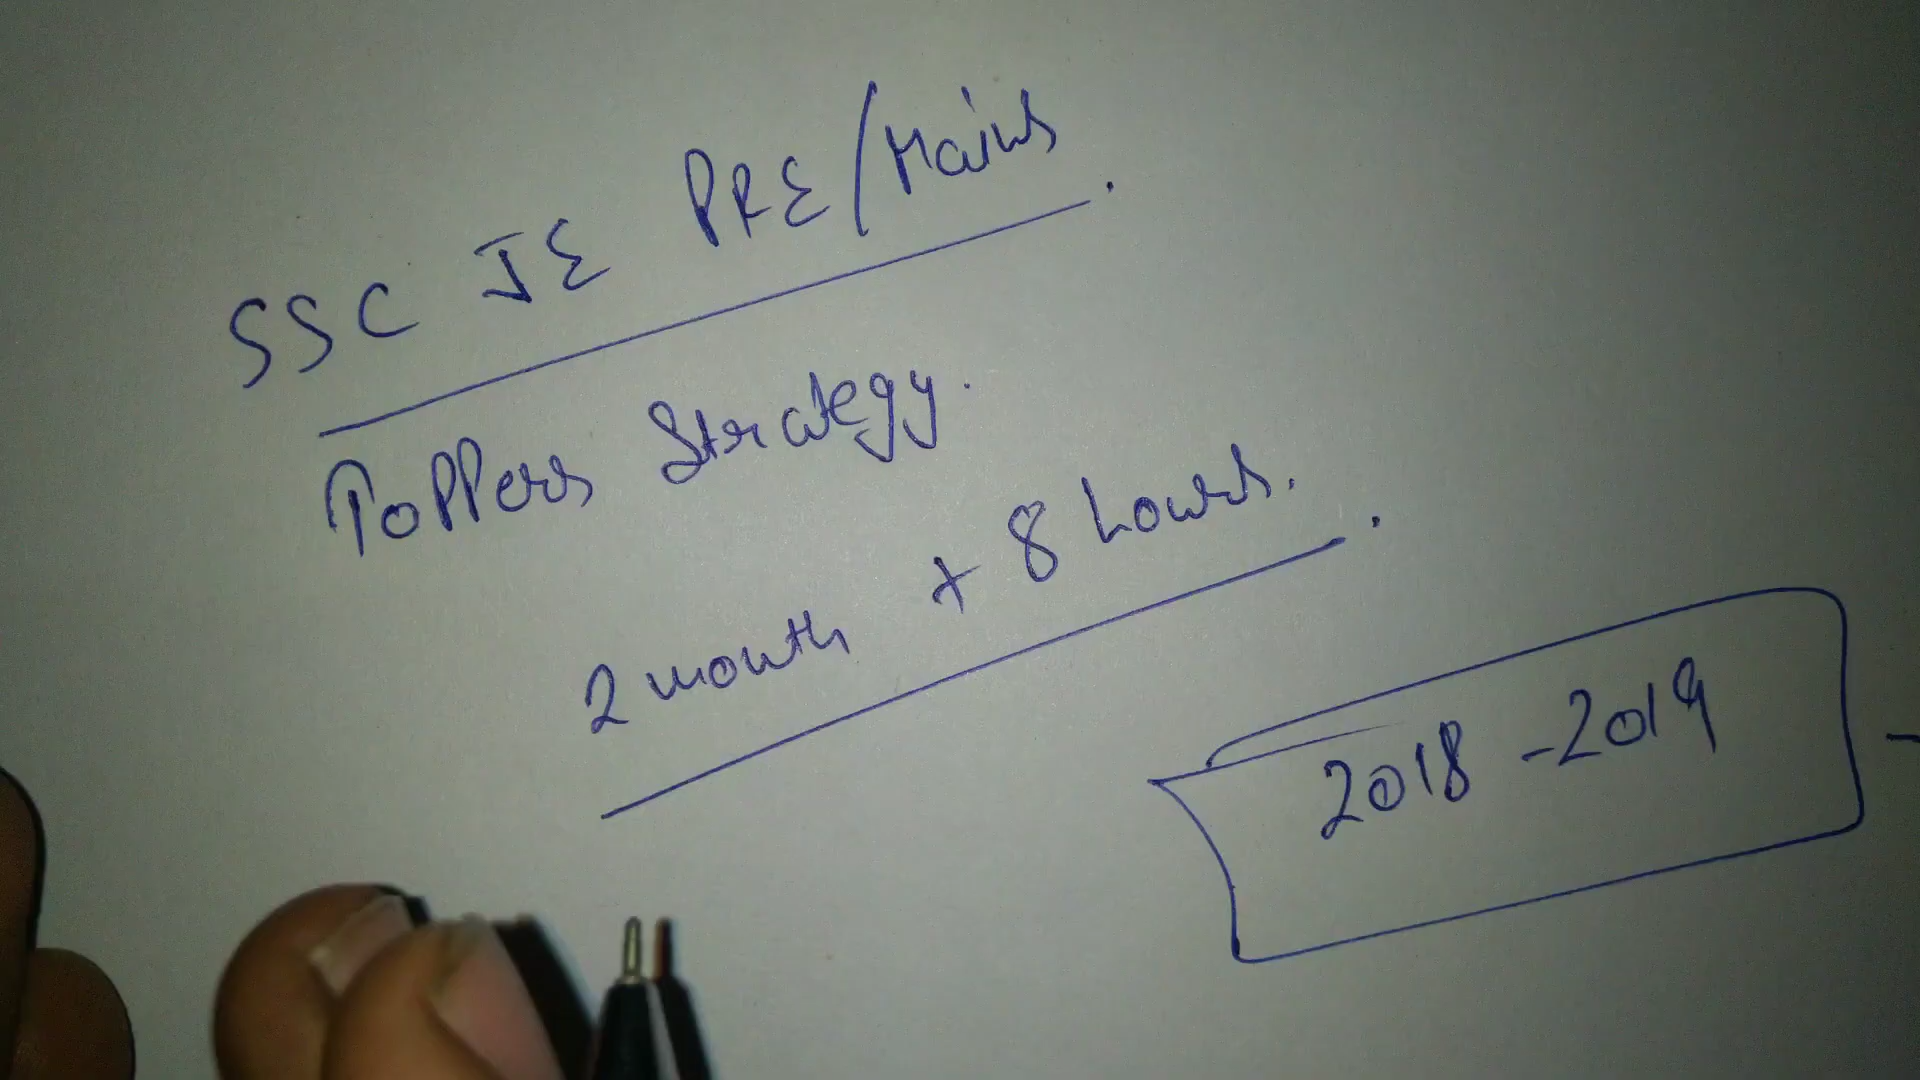 SSC JE PRE/Mains.
Toppers Strategy.
2 month + 8 hours.
2018 - 2019